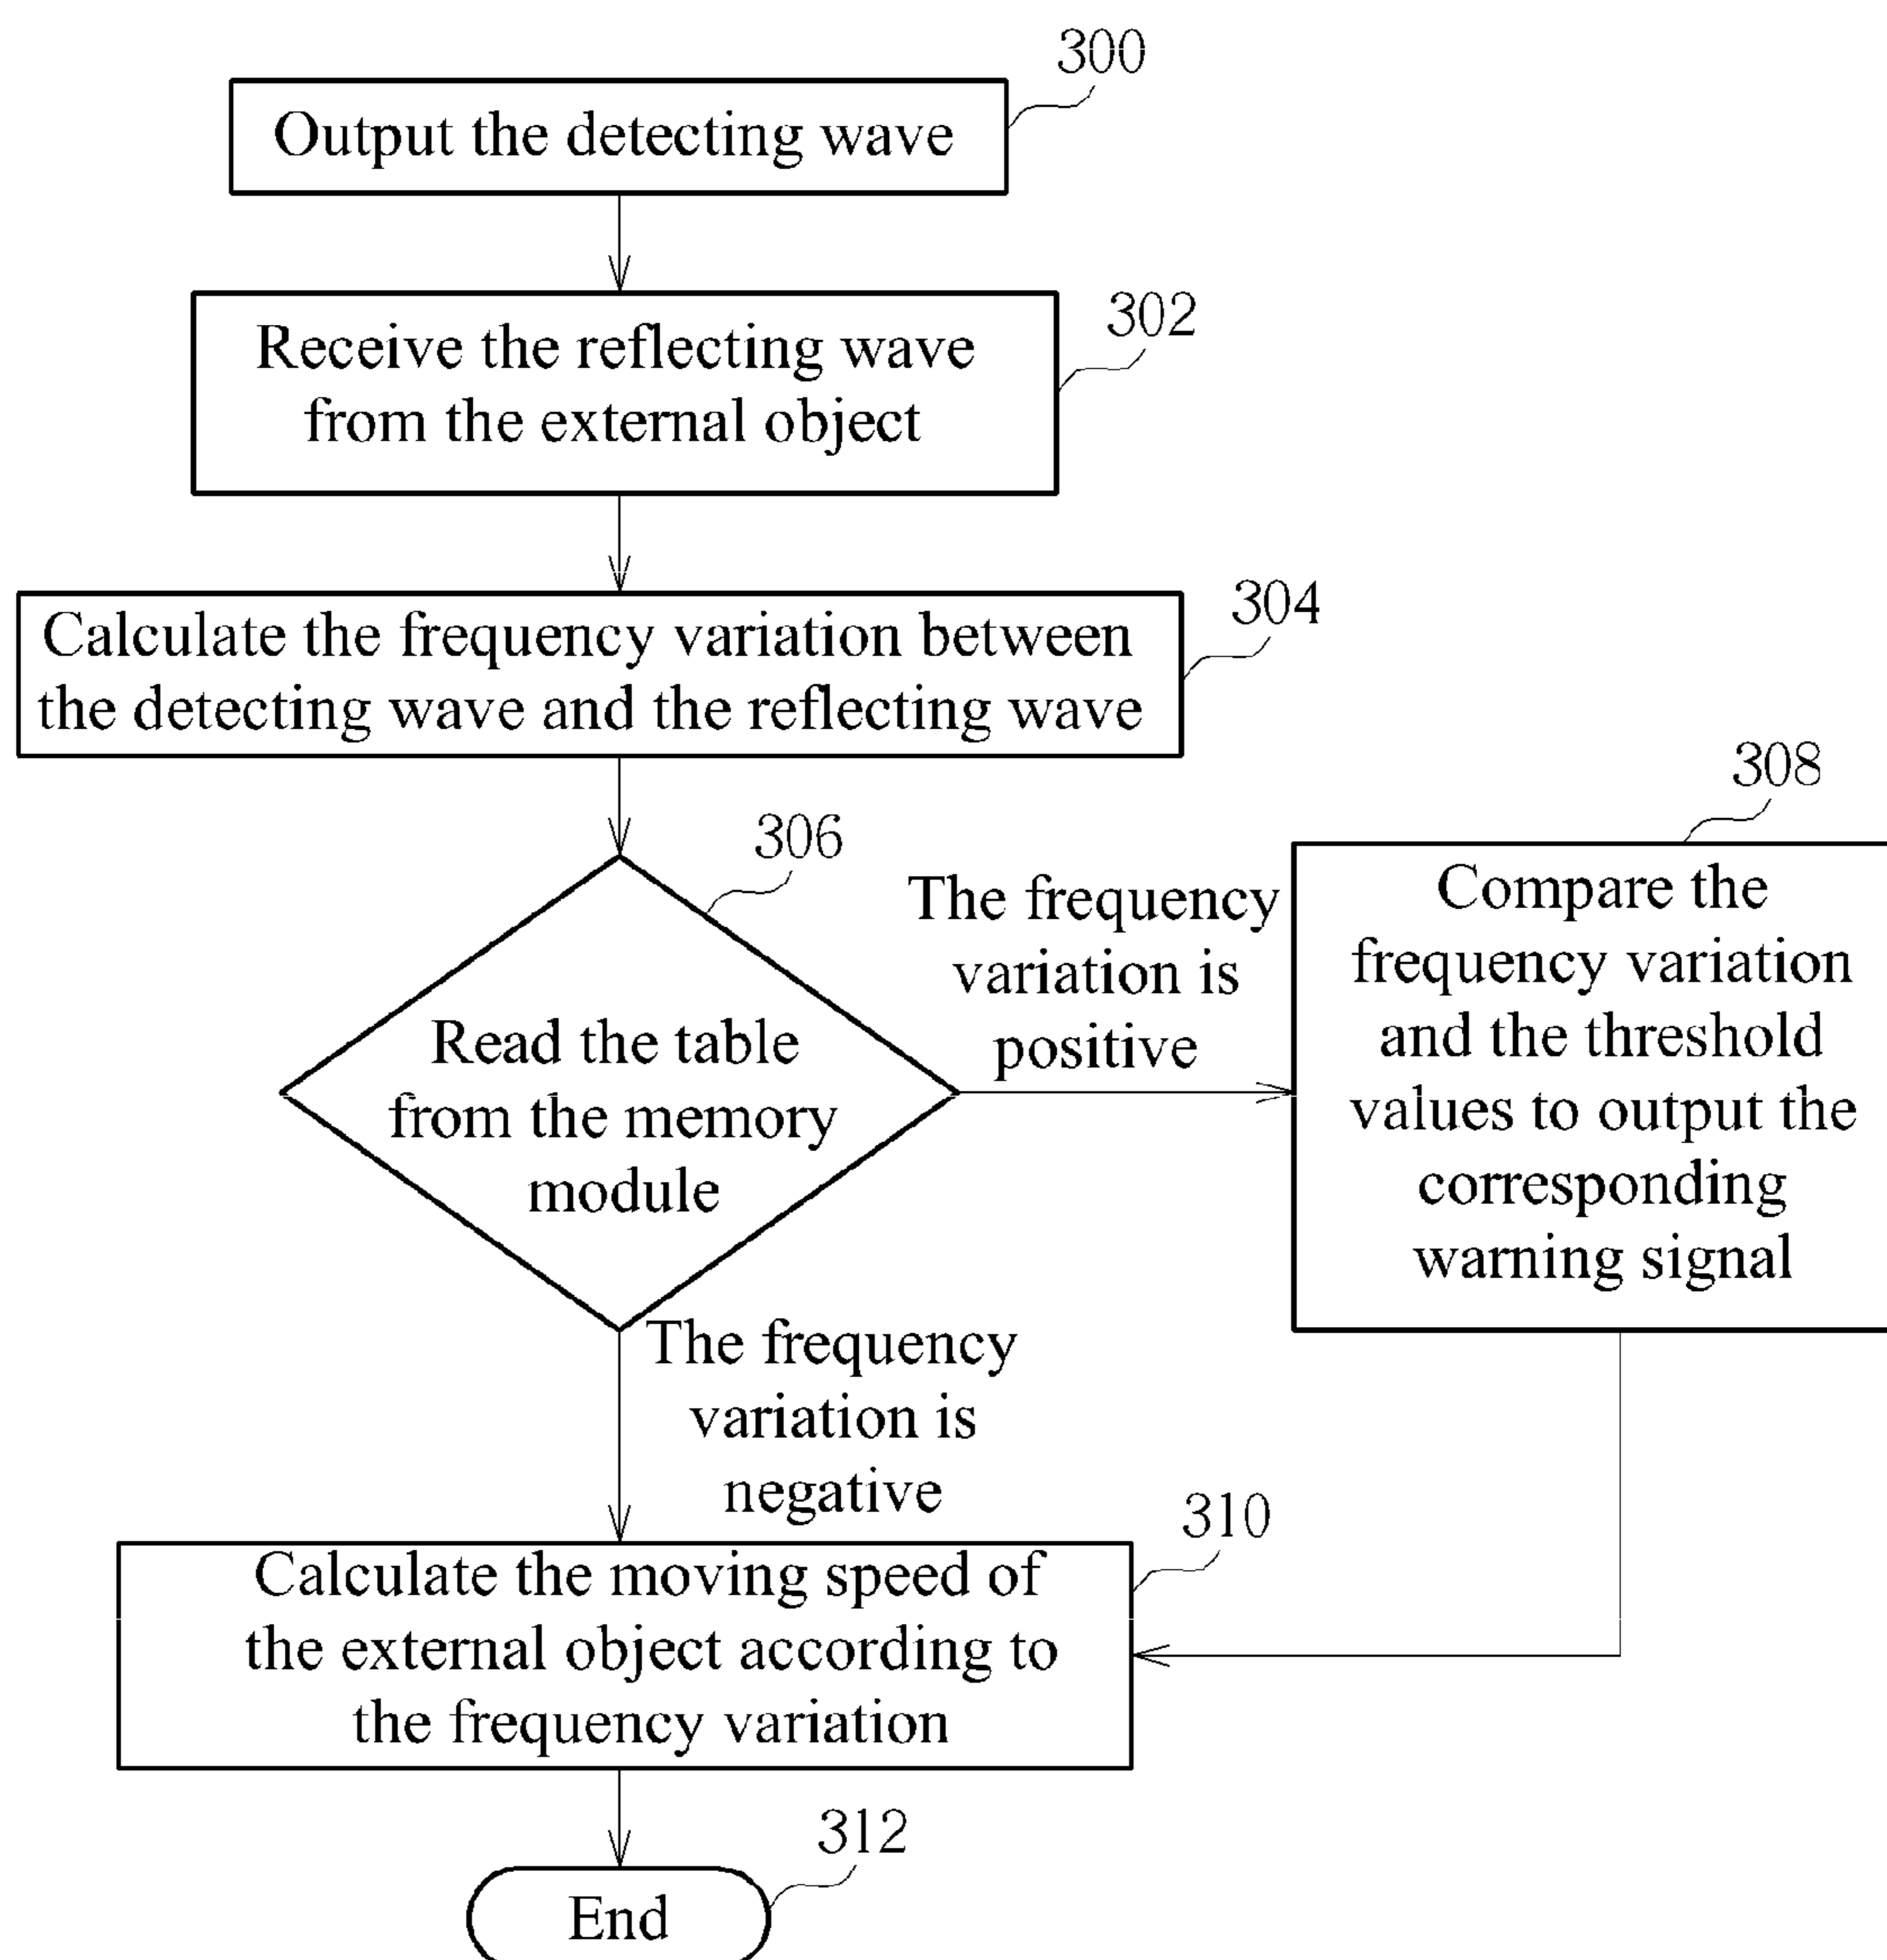 300
Output the detecting wave
302
Receive the reflecting wave
from the external object
304
Calculate the frequency variation between
the detecting wave and the reflecting wave
306
Read the table
from the memory
module
The frequency
variation is
positive
308
Compare the
frequency variation
and the threshold
values to output the
corresponding
warning signal
The frequency
variation is
negative
310
Calculate the moving speed of
the external object according to
the frequency variation
312
End